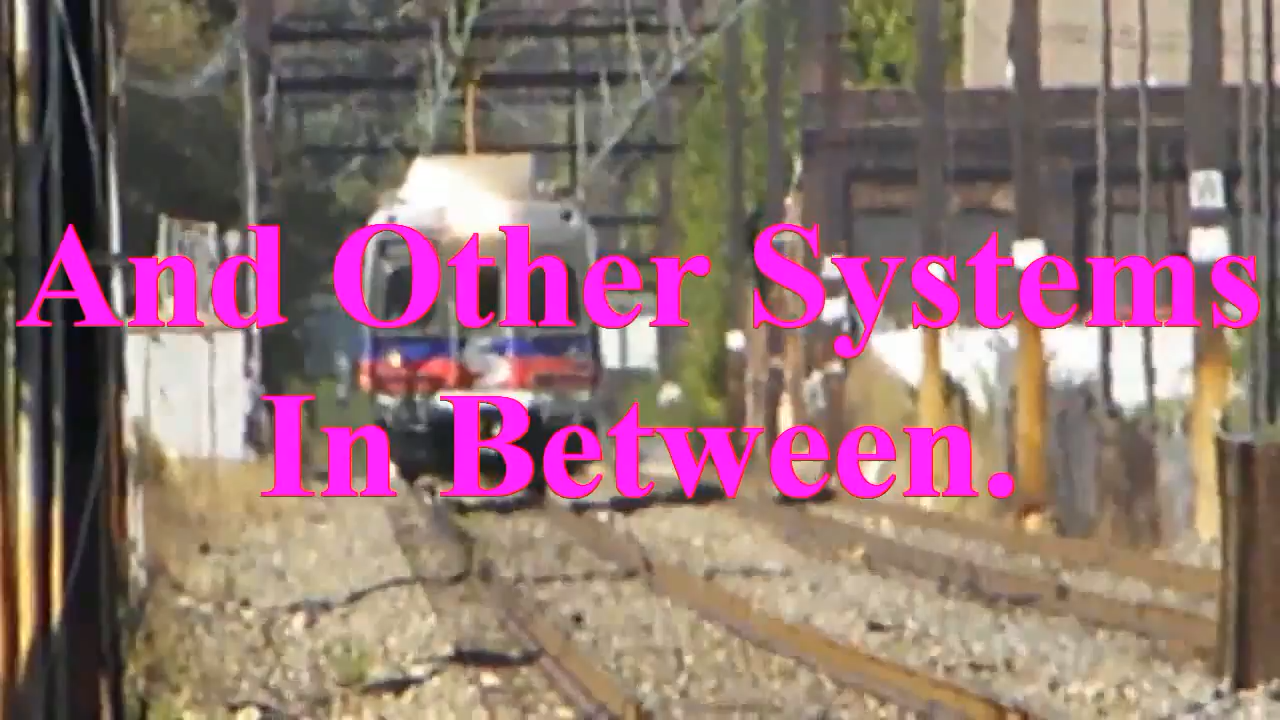 And Other Systems
In Between.